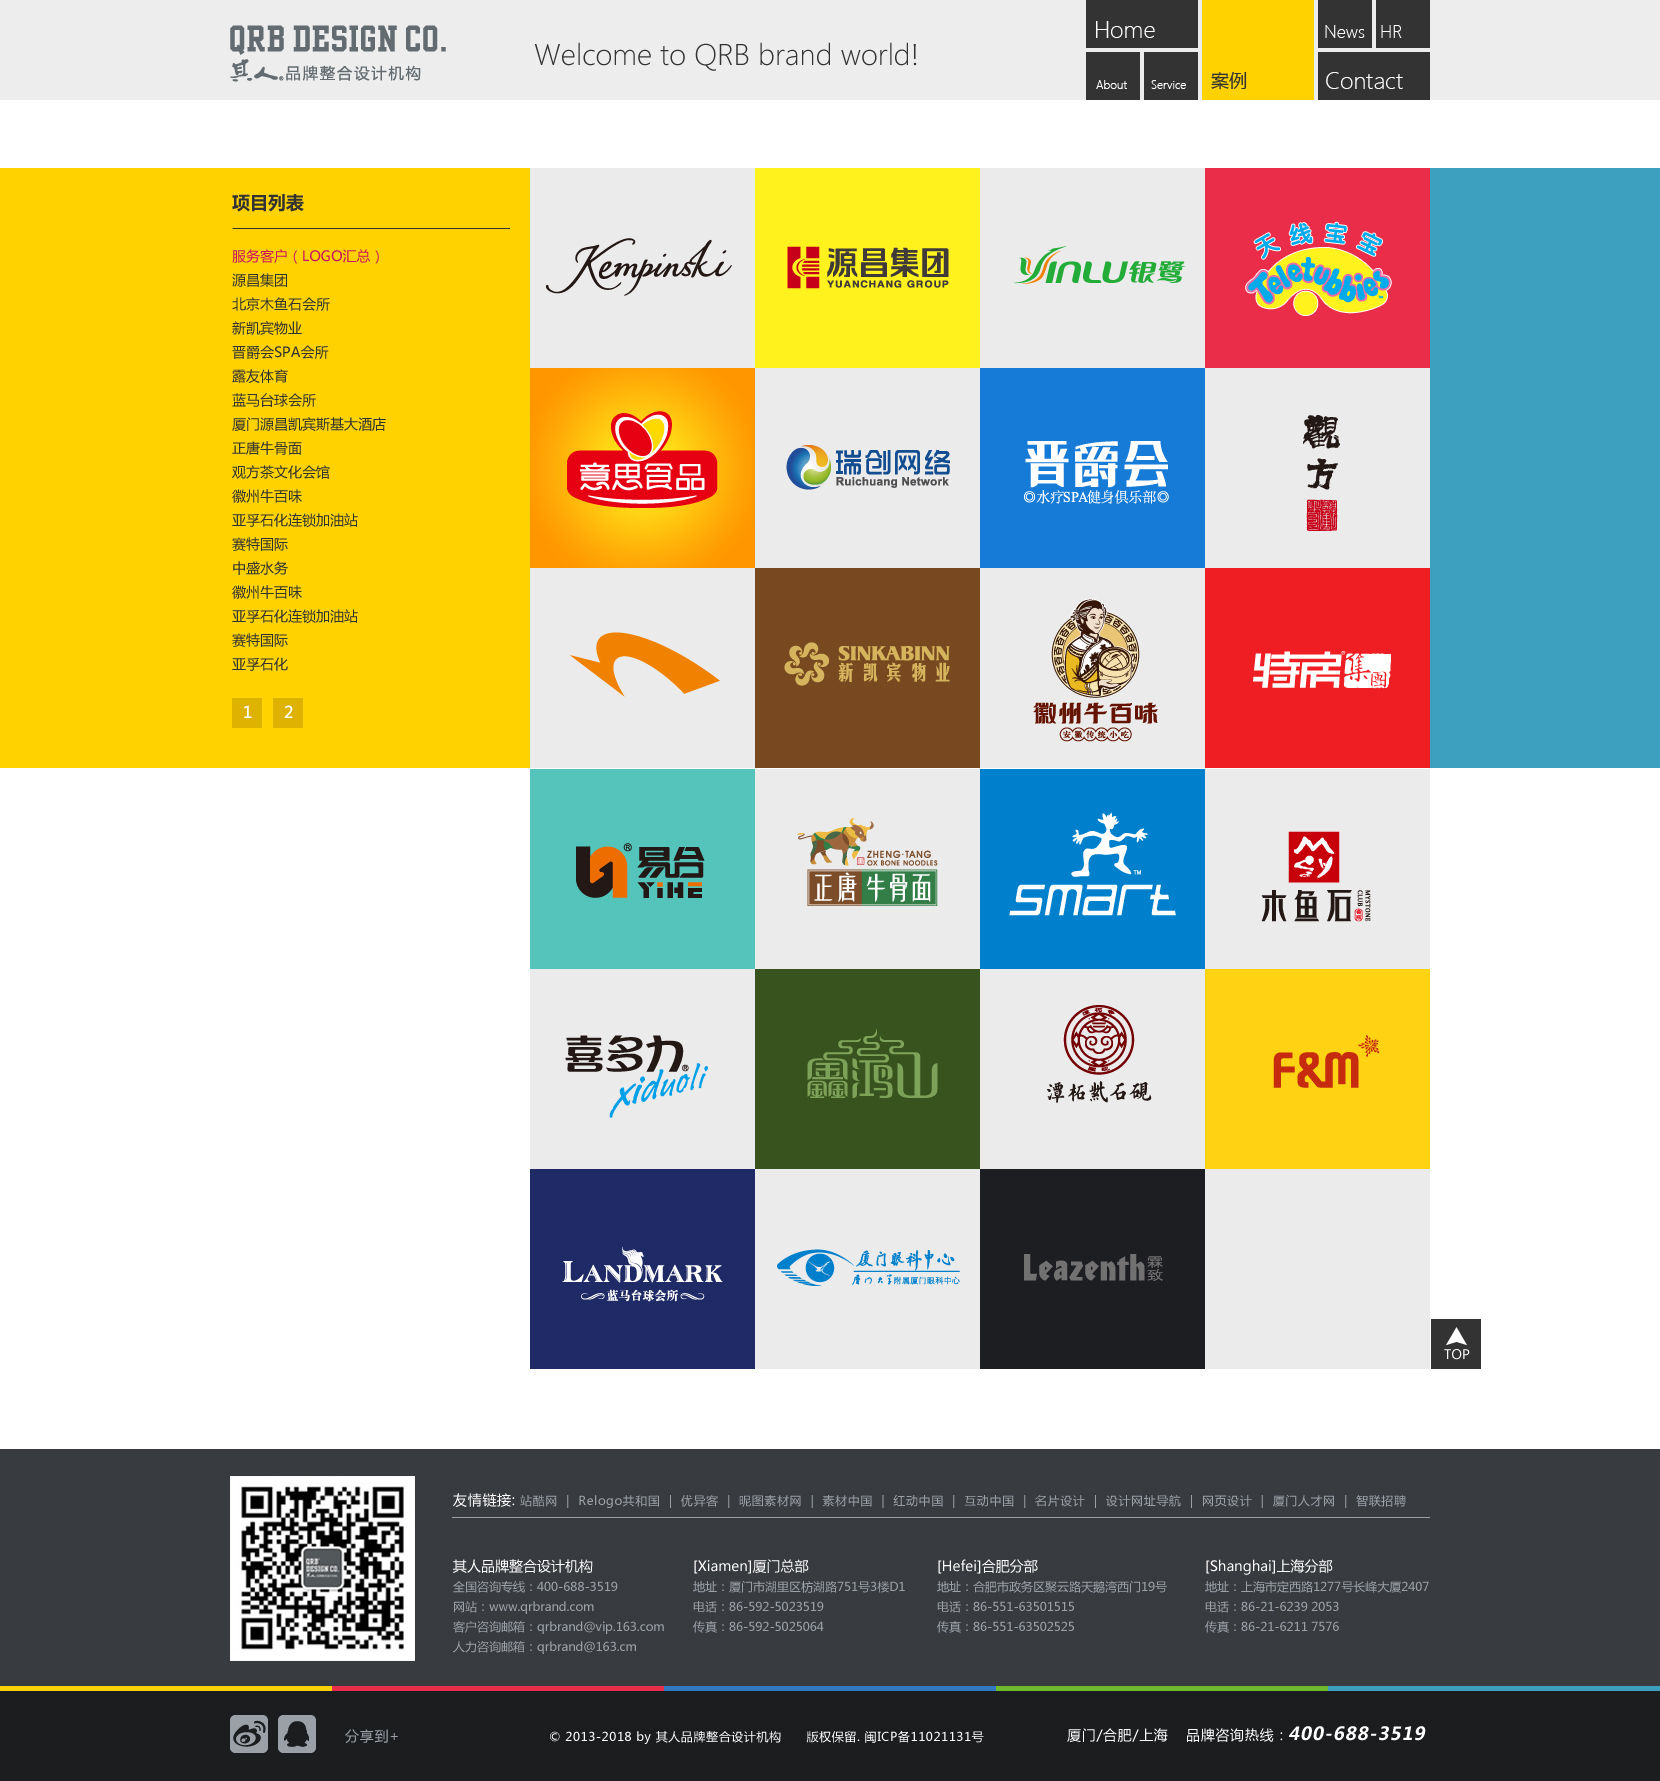 QRB DESIGN CO.
其人®品牌整合设计机构
Welcome to QRB brand world!
Home
About
Service
案例
News
HR
Contact
项目列表
服务客户（LOGO汇总）
源昌集团
北京木鱼石会所
新凯宾物业
晋爵会SPA会所
露友体育
蓝马台球会所
厦门源昌凯宾斯基大酒店
正唐牛骨面
观方茶文化会馆
徽州牛百味
亚孚石化连锁加油站
赛特国际
中盛水务
徽州牛百味
亚孚石化连锁加油站
赛特国际
亚孚石化
1 2
Kempinski
源昌集团
YUANCHANG GROUP
YINLU银鹭
天线宝宝
Teletubbies
意思食品
瑞创网络
Ruichuang Network
晋爵会
◎水疗SPA健身俱乐部◎
觀方
SINKABINN
新凯宾物业
徽州牛百味
安徽传统小吃
特房集团
易合
YiHE
ZHENG·TANG
OX BONE NOODLES
正唐牛骨面
smart™
木鱼石
MYSTONE
CLUB
喜多力®
xiduoli
鑫鸿山
潭柘紫石硯
F&M
LANDMARK
蓝马台球会所
厦门眼科中心
厦门大学附属厦门眼科中心
Leazenth霖致
TOP
友情链接: 站酷网 | Relogo共和国 | 优异客 | 昵图素材网 | 素材中国 | 红动中国 | 互动中国 | 名片设计 | 设计网址导航 | 网页设计 | 厦门人才网 | 智联招聘
其人品牌整合设计机构
全国咨询专线：400-688-3519
网站：www.qrbrand.com
客户咨询邮箱：qrbrand@vip.163.com
人力咨询邮箱：qrbrand@163.cm
[Xiamen]厦门总部
地址：厦门市湖里区枋湖路751号3楼D1
电话：86-592-5023519
传真：86-592-5025064
[Hefei]合肥分部
地址：合肥市政务区聚云路天鹅湾西门19号
电话：86-551-63501515
传真：86-551-63502525
[Shanghai]上海分部
地址：上海市定西路1277号长峰大厦2407
电话：86-21-6239 2053
传真：86-21-6211 7576
分享到+
© 2013-2018 by 其人品牌整合设计机构 版权保留. 闽ICP备11021131号
厦门/合肥/上海 品牌咨询热线：400-688-3519